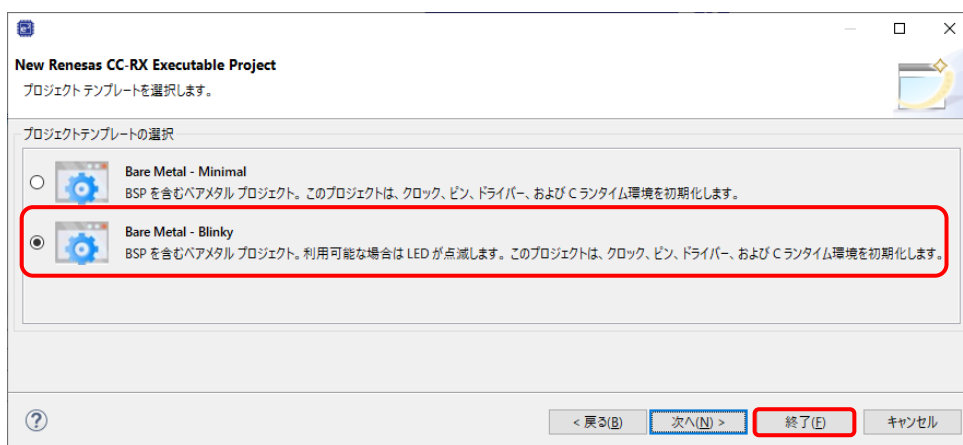 New Renesas CC-RX Executable Project
プロジェクト テンプレートを選択します。
プロジェクトテンプレートの選択
Bare Metal - Minimal
BSP を含むベアメタル プロジェクト。このプロジェクトは、クロック、ピン、ドライバー、および C ランタイム環境を初期化します。
Bare Metal - Blinky
BSP を含むベアメタル プロジェクト。利用可能な場合は LED が点滅します。このプロジェクトは、クロック、ピン、ドライバー、および C ランタイム環境を初期化します。
< 戻る(B) 次へ(N) > 終了(F) キャンセル